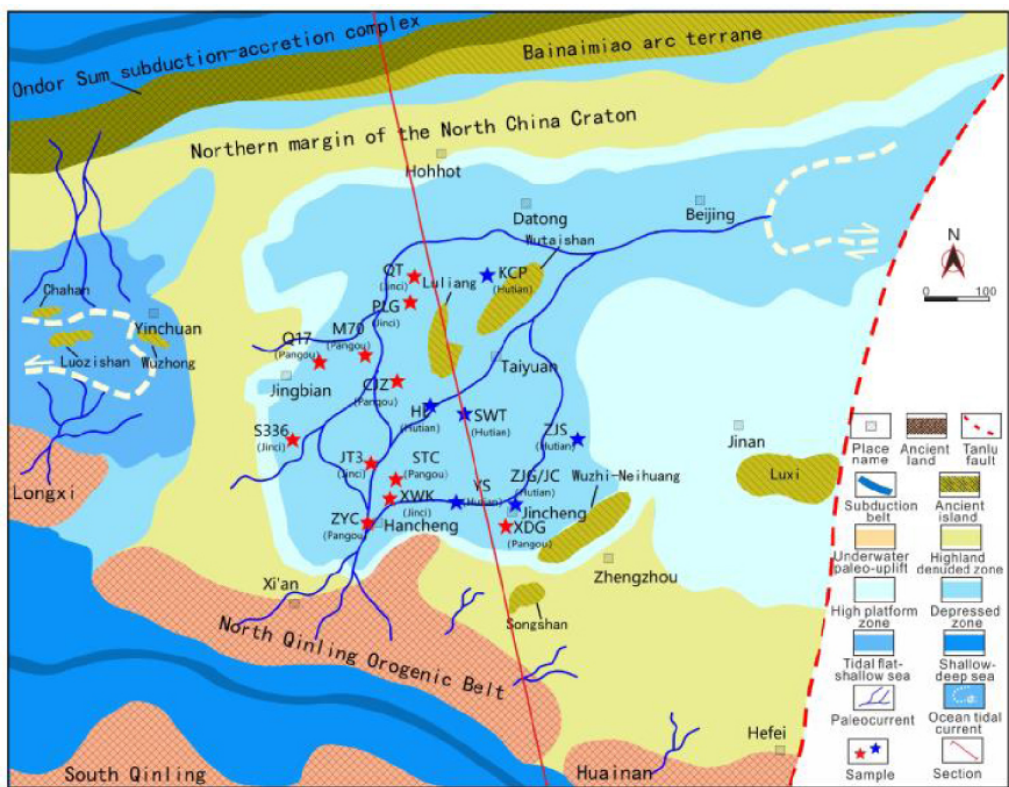 Ondor Sum subduction-accretion complex
Bainaimiao arc terrane
Northern margin of the North China Craton
Hohhot
Datong
Beijing
Wutaishan
QT
(Jinci)
Luliang
KCP
(Hutian)
N
0 100
Chahan
PLG
(Jinci)
Yinchuan
M70
(Pangou)
Q17
(Pangou)
Luozishan
Wuzhong
Taiyuan
Jingbian
CJZ
(Pangou)
HL
(Hutian)
SWT
(Hutian)
ZJS
(Hutian)
S336
(Jinci)
Jinan
JT3
(Jinci)
STC
(Pangou)
ZJG/JC
(Hutian)
Wuzhi-Neihuang
Luxi
Longxi
XWK
(Jinci)
YS
(Hutian)
Jincheng
ZYC
(Pangou)
Hancheng
XDG
(Pangou)
Zhengzhou
Xi'an
Songshan
North Qinling Orogenic Belt
Hefei
South Qinling
Huainan
Place
name
Ancient
land
Tanlu
fault
Subduction
belt
Ancient
island
Underwater
paleo-uplift
Highland
denuded zone
High platform
zone
Depressed
zone
Tidal flat-
shallow sea
Shallow-
deep sea
Paleocurrent
Ocean tidal
current
Sample
Section